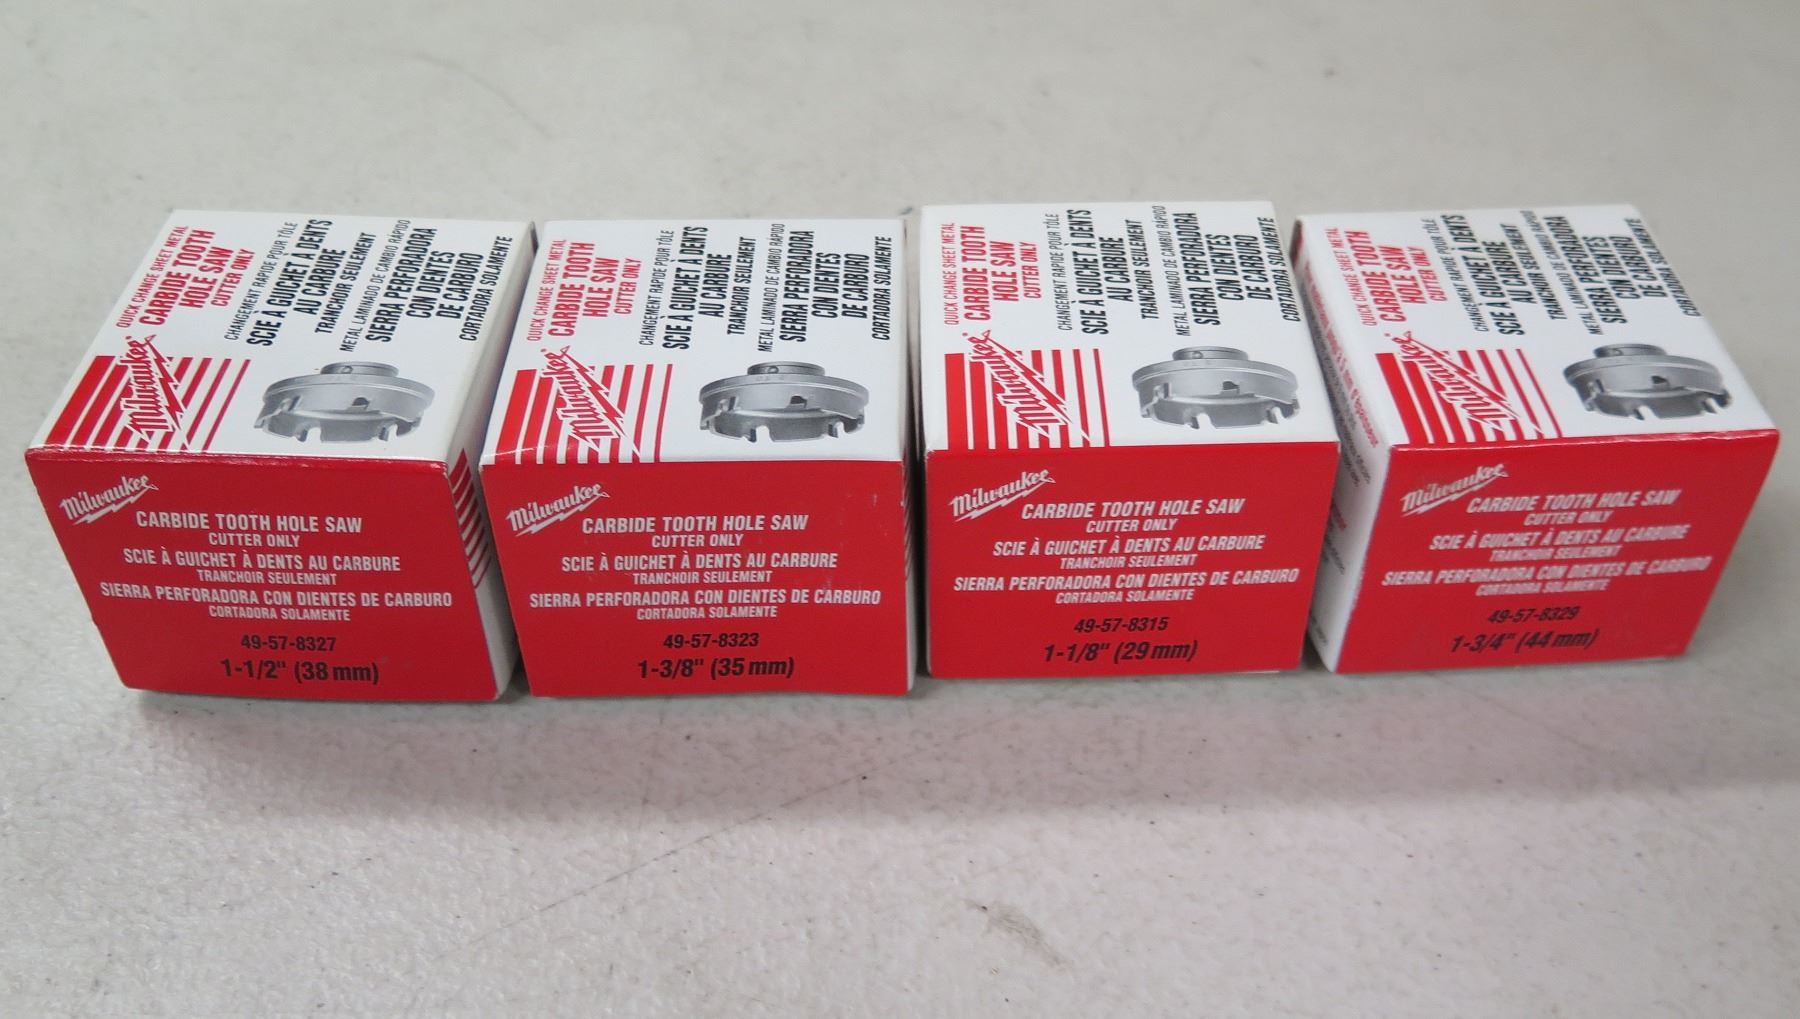 QUICK CHANGE SHEET METAL
CARBIDE TOOTH
HOLE SAW
CUTTER ONLY
CHANGEMENT RAPIDE POUR TÔLE
SCIE À GUICHET À DENTS
AU CARBURE
TRANCHOIR SEULEMENT
METAL LAMINADO DE CAMBIO RAPIDO
SIERRA PERFORADORA
CON DIENTES
DE CARBURO
CORTADORA SOLAMENTE
Milwaukee
Milwaukee
CARBIDE TOOTH HOLE SAW
CUTTER ONLY
SCIE À GUICHET À DENTS AU CARBURE
TRANCHOIR SEULEMENT
SIERRA PERFORADORA CON DIENTES DE CARBURO
CORTADORA SOLAMENTE
49-57-8327
1-1/2" (38 mm)
QUICK CHANGE SHEET METAL
CARBIDE TOOTH
HOLE SAW
CUTTER ONLY
CHANGEMENT RAPIDE POUR TÔLE
SCIE À GUICHET À DENTS
AU CARBURE
TRANCHOIR SEULEMENT
METAL LAMINADO DE CAMBIO RAPIDO
SIERRA PERFORADORA
CON DIENTES
DE CARBURO
CORTADORA SOLAMENTE
Milwaukee
Milwaukee
CARBIDE TOOTH HOLE SAW
CUTTER ONLY
SCIE À GUICHET À DENTS AU CARBURE
TRANCHOIR SEULEMENT
SIERRA PERFORADORA CON DIENTES DE CARBURO
CORTADORA SOLAMENTE
49-57-8323
1-3/8" (35 mm)
QUICK CHANGE SHEET METAL
CARBIDE TOOTH
HOLE SAW
CUTTER ONLY
CHANGEMENT RAPIDE POUR TÔLE
SCIE À GUICHET À DENTS
AU CARBURE
TRANCHOIR SEULEMENT
METAL LAMINADO DE CAMBIO RAPIDO
SIERRA PERFORADORA
CON DIENTES
DE CARBURO
CORTADORA SOLAMENTE
Milwaukee
Milwaukee
CARBIDE TOOTH HOLE SAW
CUTTER ONLY
SCIE À GUICHET À DENTS AU CARBURE
TRANCHOIR SEULEMENT
SIERRA PERFORADORA CON DIENTES DE CARBURO
CORTADORA SOLAMENTE
49-57-8315
1-1/8" (29 mm)
QUICK CHANGE SHEET METAL
CARBIDE TOOTH
HOLE SAW
CUTTER ONLY
CHANGEMENT RAPIDE POUR TÔLE
SCIE À GUICHET À DENTS
AU CARBURE
TRANCHOIR SEULEMENT
METAL LAMINADO DE CAMBIO RAPIDO
SIERRA PERFORADORA
CON DIENTES
DE CARBURO
CORTADORA SOLAMENTE
Milwaukee
Milwaukee
CARBIDE TOOTH HOLE SAW
CUTTER ONLY
SCIE À GUICHET À DENTS AU CARBURE
TRANCHOIR SEULEMENT
SIERRA PERFORADORA CON DIENTES DE CARBURO
CORTADORA SOLAMENTE
49-57-8329
1-3/4" (44 mm)